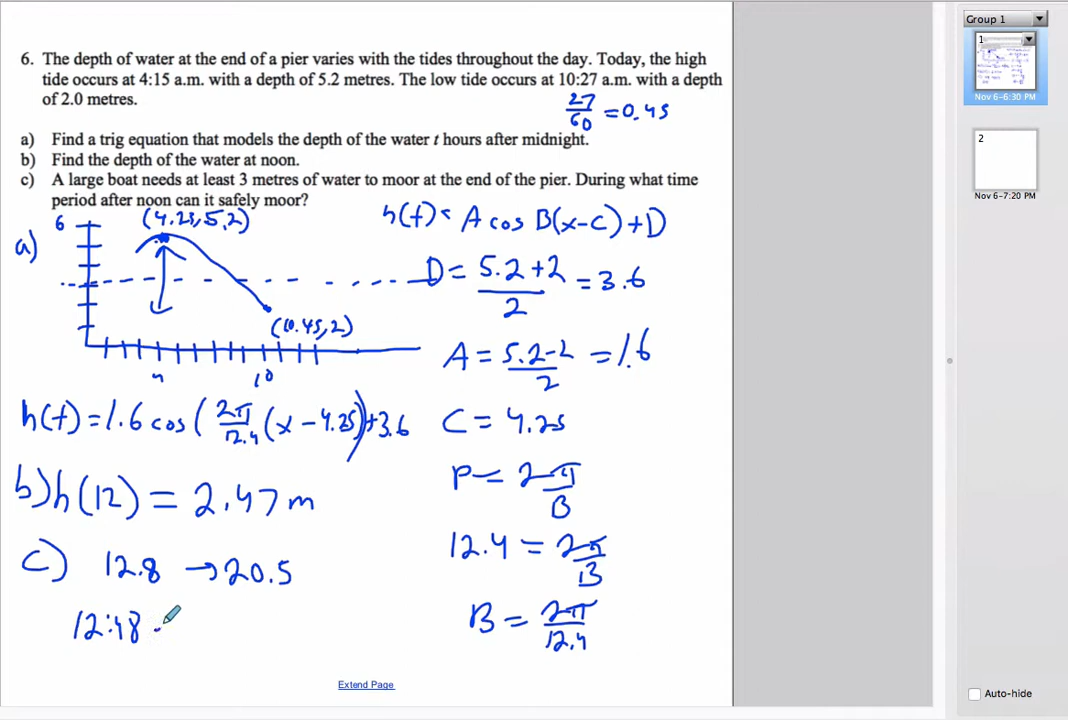 6. The depth of water at the end of a pier varies with the tides throughout the day. Today, the high
tide occurs at 4:15 a.m. with a depth of 5.2 metres. The low tide occurs at 10:27 a.m. with a depth
of 2.0 metres.
27/60 = 0.45
a) Find a trig equation that models the depth of the water t hours after midnight.
b) Find the depth of the water at noon.
c) A large boat needs at least 3 metres of water to moor at the end of the pier. During what time
period after noon can it safely moor?
a)
6
(4.25, 5.2)
(10.45, 2)
4 10
h(t) = A cos B(x-C)+D
D = 5.2+2/2 = 3.6
A = 5.2-2/2 = 1.6
h(t) = 1.6 cos(2π/12.4 (x - 4.25))+3.6
C = 4.25
P = 2π/B
b) h(12) = 2.47 m
12.4 = 2π/B
c) 12.8 → 20.5
B = 2π/12.4
12:48 -
Extend Page
Group 1
1
Nov 6-6:30 PM
2
Nov 6-7:20 PM
Auto-hide